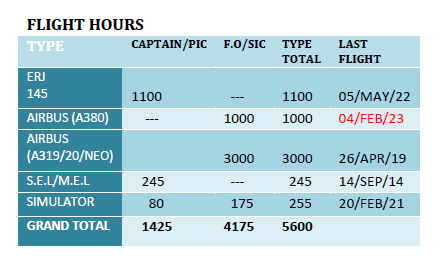 FLIGHT HOURS
TYPE CAPTAIN/PIC F.O/SIC TYPE TOTAL LAST FLIGHT
ERJ 145 1100 --- 1100 05/MAY/22
AIRBUS (A380) --- 1000 1000 04/FEB/23
AIRBUS (A319/20/NEO) 3000 3000 26/APR/19
S.E.L/M.E.L 245 --- 245 14/SEP/14
SIMULATOR 80 175 255 20/FEB/21
GRAND TOTAL 1425 4175 5600